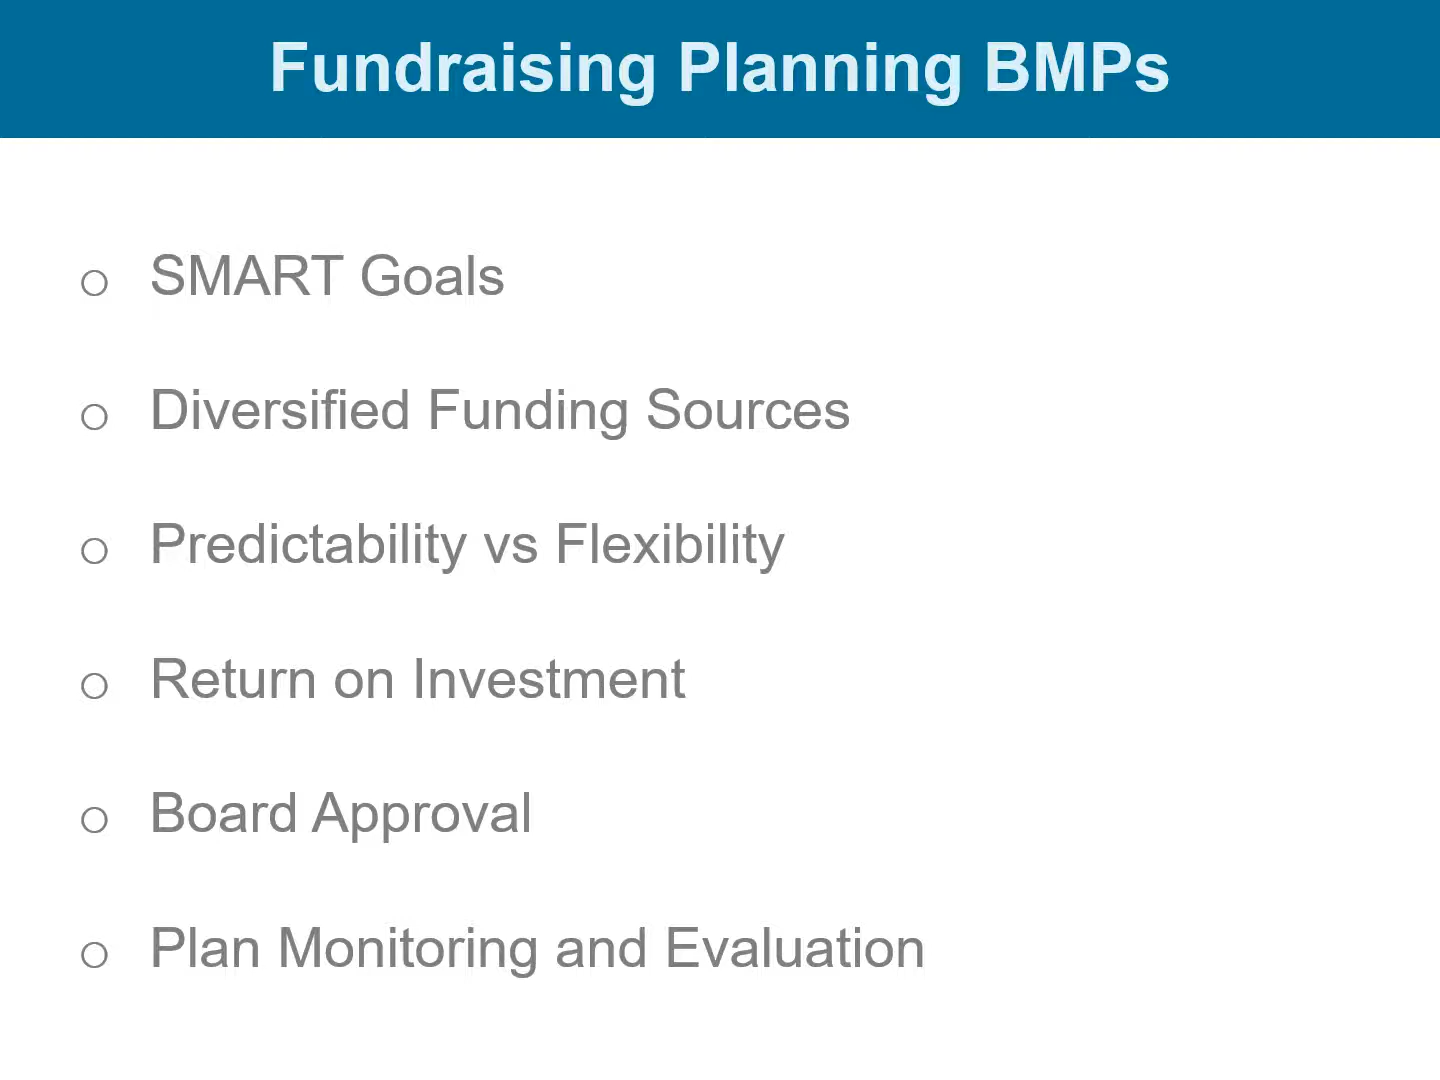 Fundraising Planning BMPs
SMART Goals
Diversified Funding Sources
Predictability vs Flexibility
Return on Investment
Board Approval
Plan Monitoring and Evaluation